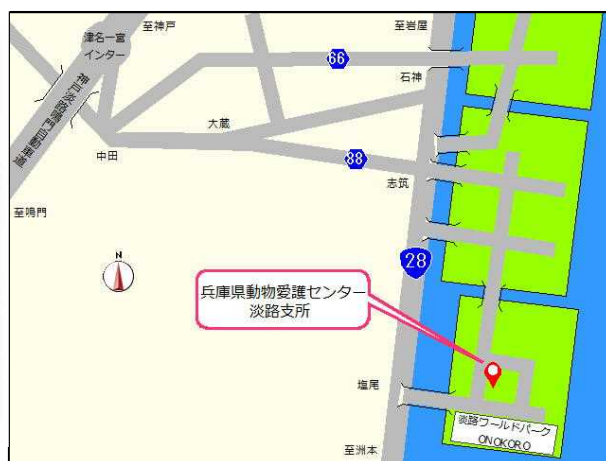 至神戸
至岩屋
津名一宮
インター
66
石神
神戸淡路鳴門自動車道
大蔵
中田
88
志筑
至鳴門
N
28
兵庫県動物愛護センター
淡路支所
塩尾
淡路ワールドパーク
ONOKORO
至洲本